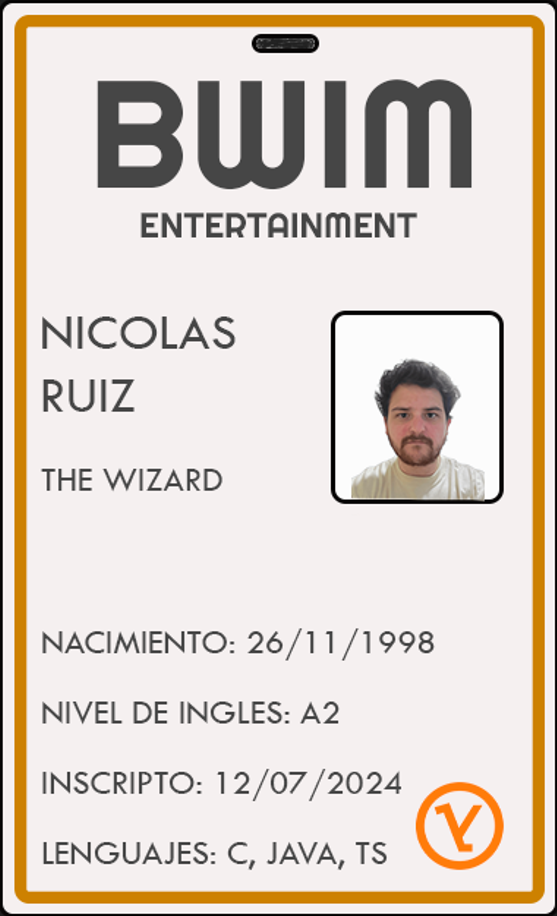 BWIM
ENTERTAINMENT
NICOLAS
RUIZ
THE WIZARD
NACIMIENTO: 26/11/1998
NIVEL DE INGLES: A2
INSCRIPTO: 12/07/2024
LENGUAJES: C, JAVA, TS